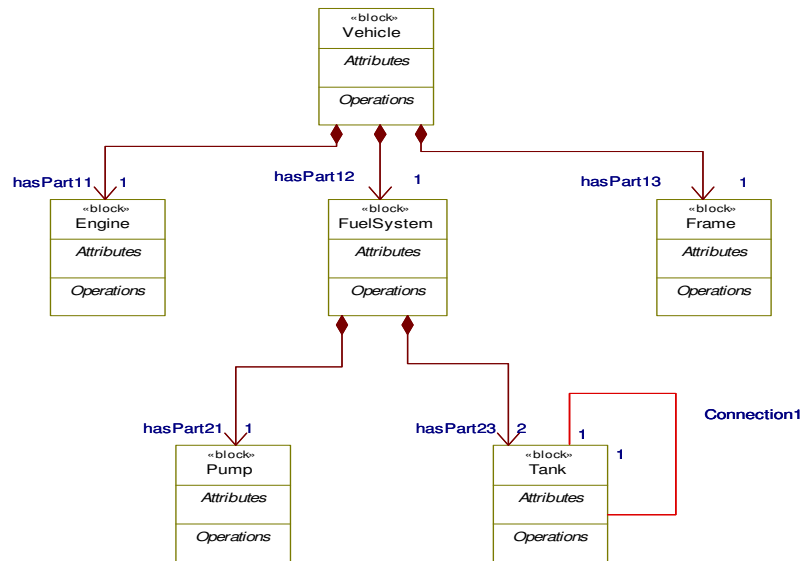 «block»
Vehicle
Attributes
Operations
hasPart11
1
hasPart12
1
hasPart13
1
«block»
Engine
Attributes
Operations
«block»
FuelSystem
Attributes
Operations
«block»
Frame
Attributes
Operations
hasPart21
1
hasPart23
2
1
1
Connection1
«block»
Pump
Attributes
Operations
«block»
Tank
Attributes
Operations